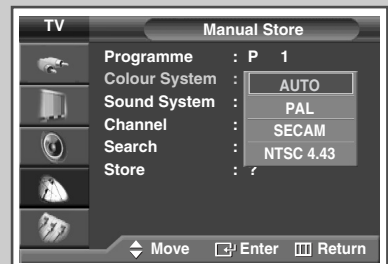 TV Manual Store
Programme : P 1
Colour System :
AUTO
Sound System :
PAL
Channel :
SECAM
Search :
NTSC 4.43
Store : ?
Move Enter Return